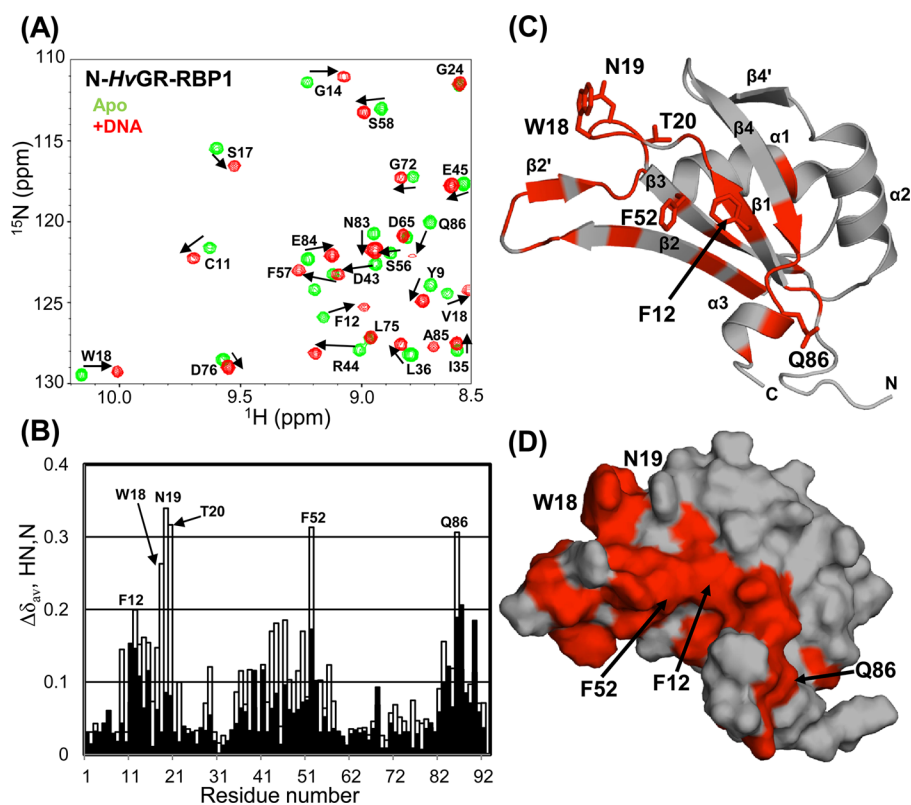 (A)
N-HvGR-RBP1
Apo
+DNA
G14
G24
S58
S17
G72
E45
N83
D65
Q86
E84
C11
S56
F57
D43
Y9
F12
V18
W18
L75
A85
D76
R44
L36
I35
110
115
120
125
130
15N (ppm)
10.0
9.5
9.0
8.5
1H (ppm)
(B)
0.4
0.3
0.2
0.1
0
Δδav, HN,N
W18
N19
T20
F52
Q86
F12
1
11
21
31
41
51
62
72
82
92
Residue number
(C)
N19
W18
T20
β4'
β4
α1
β2'
β3
α2
F52
β1
β2
F12
α3
Q86
C
N
(D)
N19
W18
F52
F12
Q86